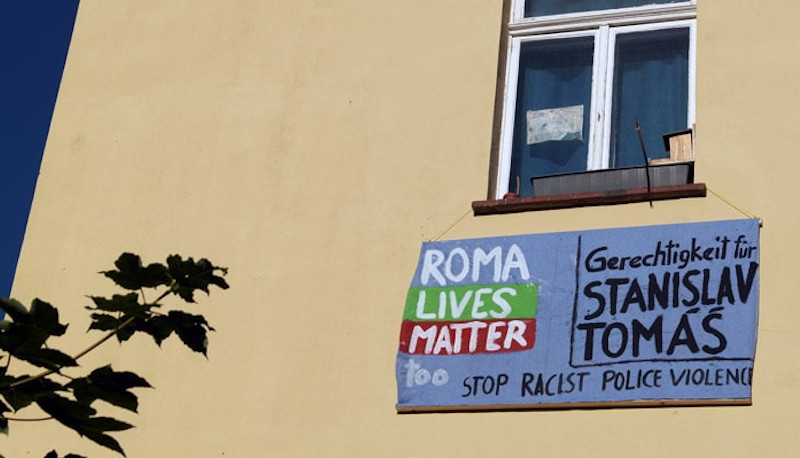 ROMA
LIVES
MATTER
too
Gerechtigkeit für
STANISLAV
TOMÁŠ
STOP RACIST POLICE VIOLENCE